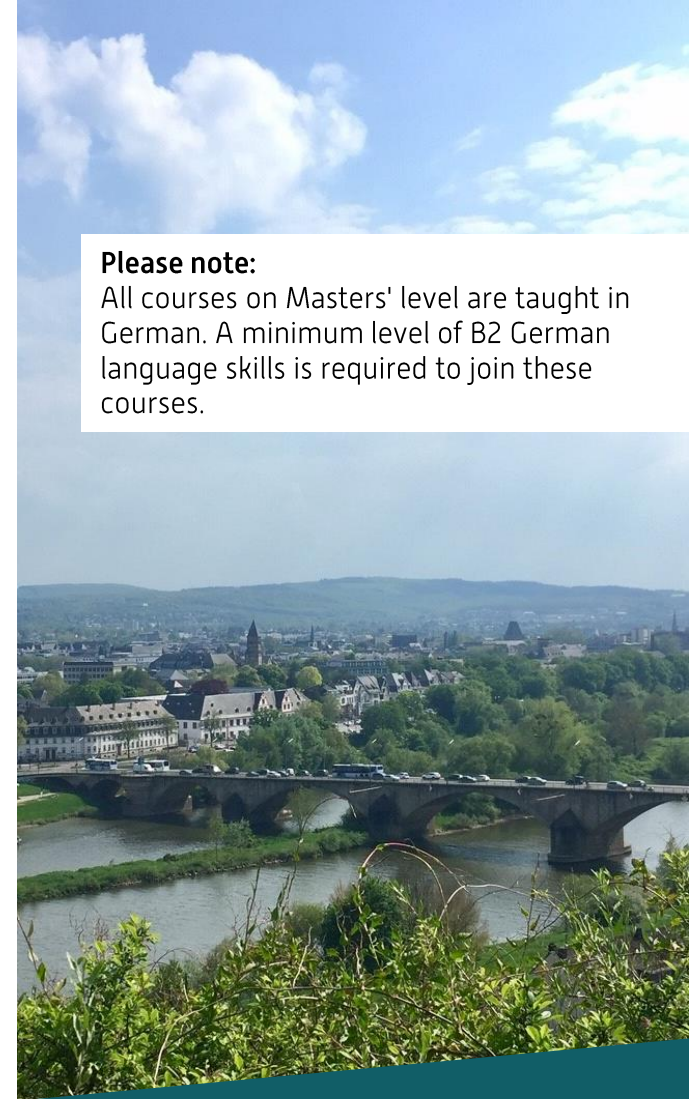 Please note:
All courses on Masters' level are taught in
German. A minimum level of B2 German
language skills is required to join these
courses.